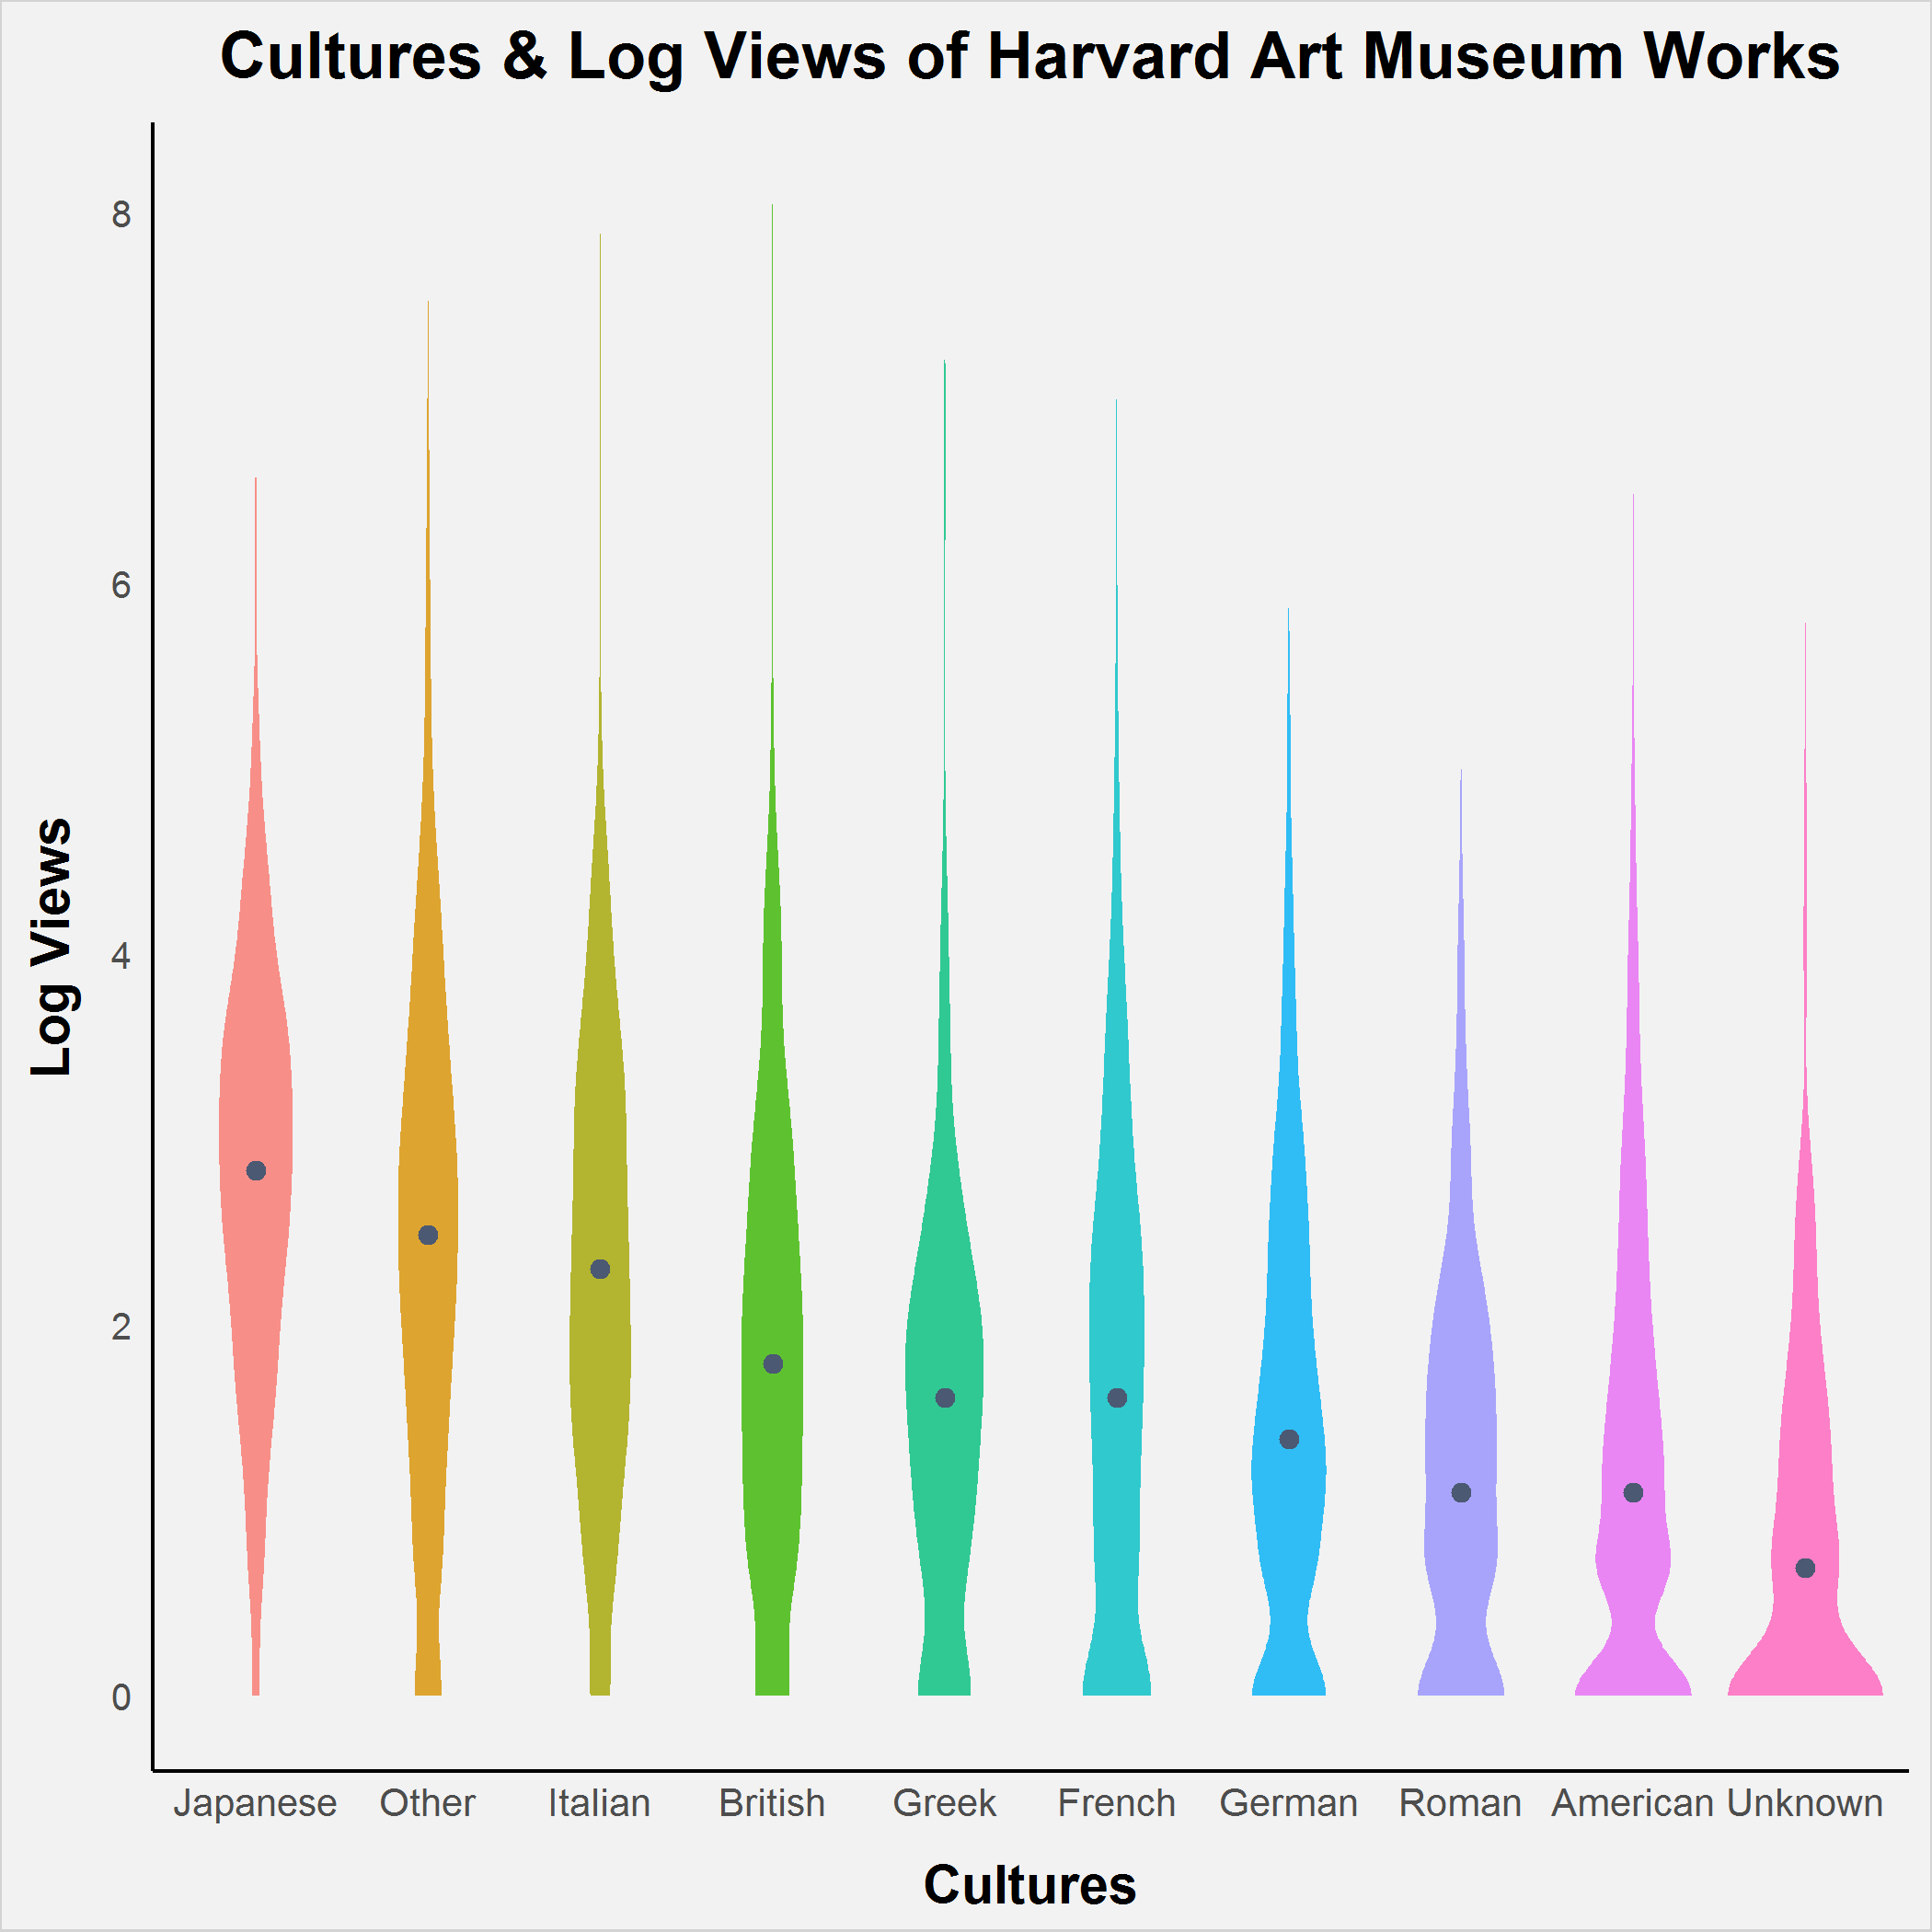 Cultures & Log Views of Harvard Art Museum Works
8
6
4
2
0
Log Views
Japanese Other Italian British Greek French German Roman American Unknown
Cultures